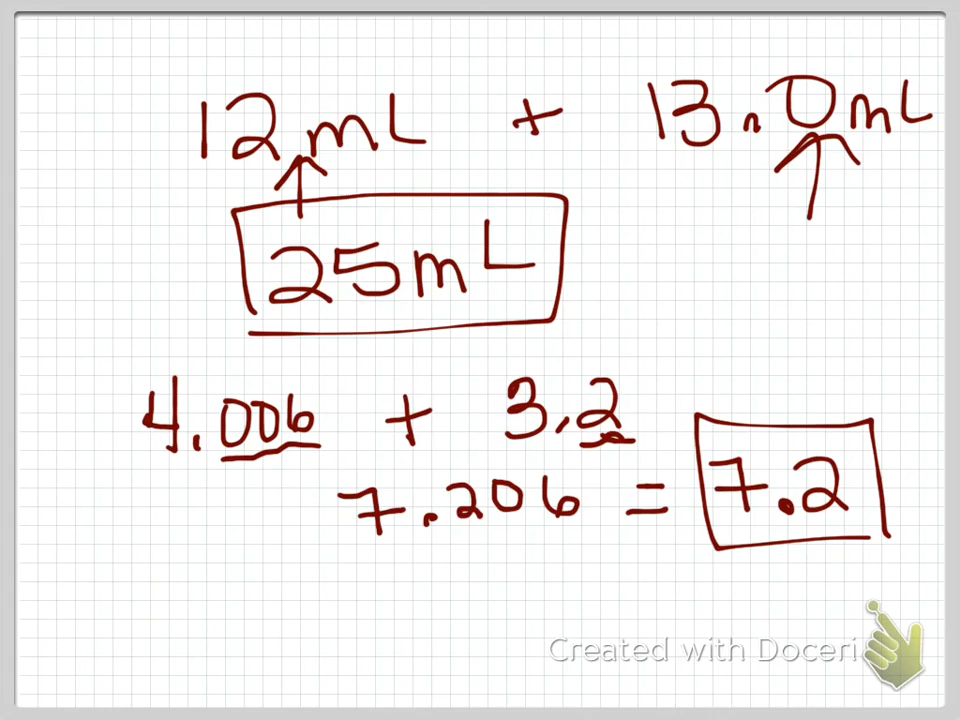 12 mL + 13.0 mL
25 mL
4.006 + 3.2
7.206 = 7.2
Created with Doceri